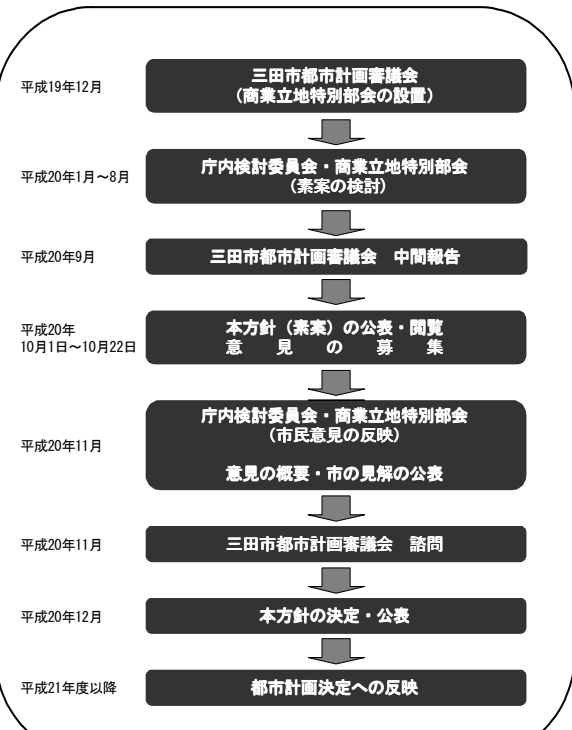 平成19年12月
三田市都市計画審議会
(商業立地特別部会の設置)
平成20年1月～8月
庁内検討委員会・商業立地特別部会
(素案の検討)
平成20年9月
三田市都市計画審議会　中間報告
平成20年
10月1日～10月22日
本方針（素案）の公表・閲覧
意　見　の　募　集
平成20年11月
庁内検討委員会・商業立地特別部会
(市民意見の反映)
意見の概要・市の見解の公表
平成20年11月
三田市都市計画審議会　諮問
平成20年12月
本方針の決定・公表
平成21年度以降
都市計画決定への反映